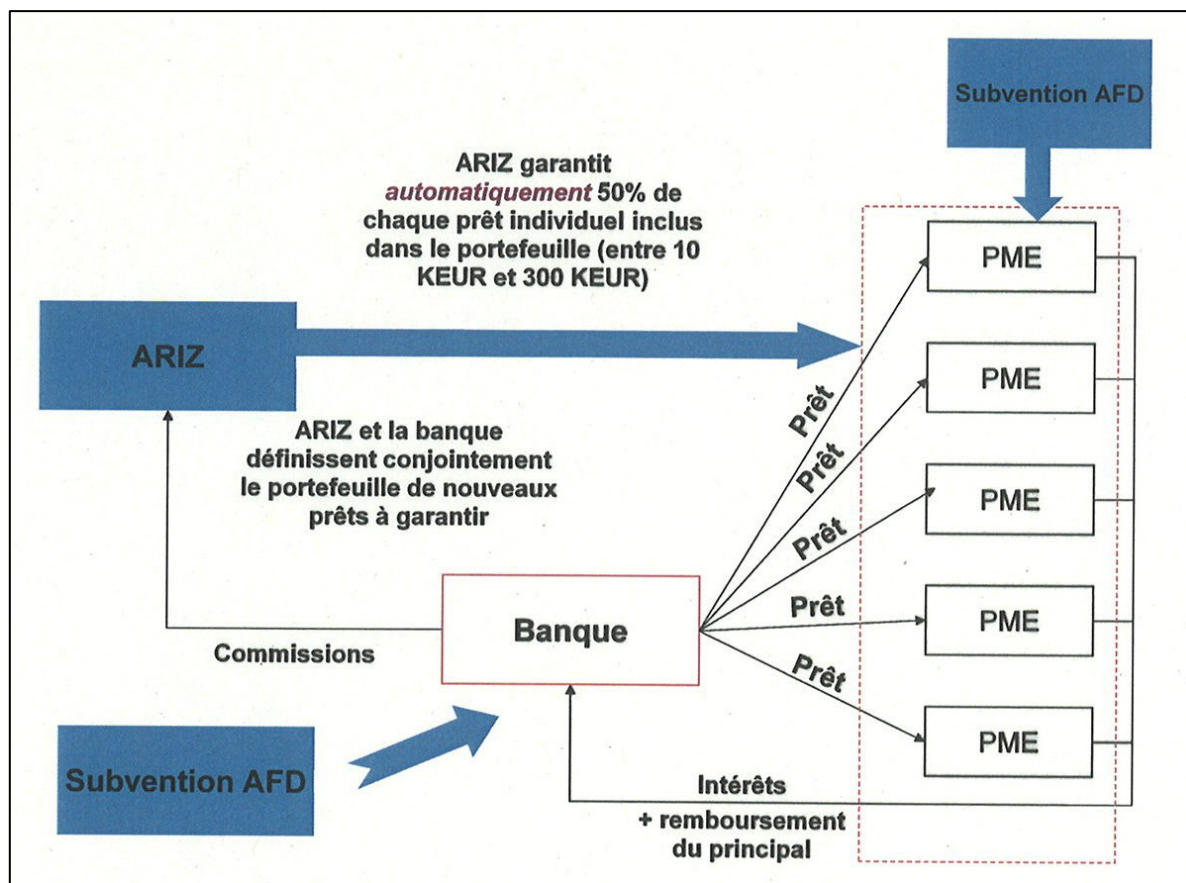 Subvention AFD
ARIZ garantit
automatiquement 50% de
chaque prêt individuel inclus
dans le portefeuille (entre 10
KEUR et 300 KEUR)
PME
ARIZ
PME
Prêt
ARIZ et la banque
définissent conjointement
le portefeuille de nouveaux
prêts à garantir
Prêt
PME
Prêt
Banque
Prêt
PME
Commissions
Prêt
PME
Subvention AFD
Intérêts
+ remboursement
du principal